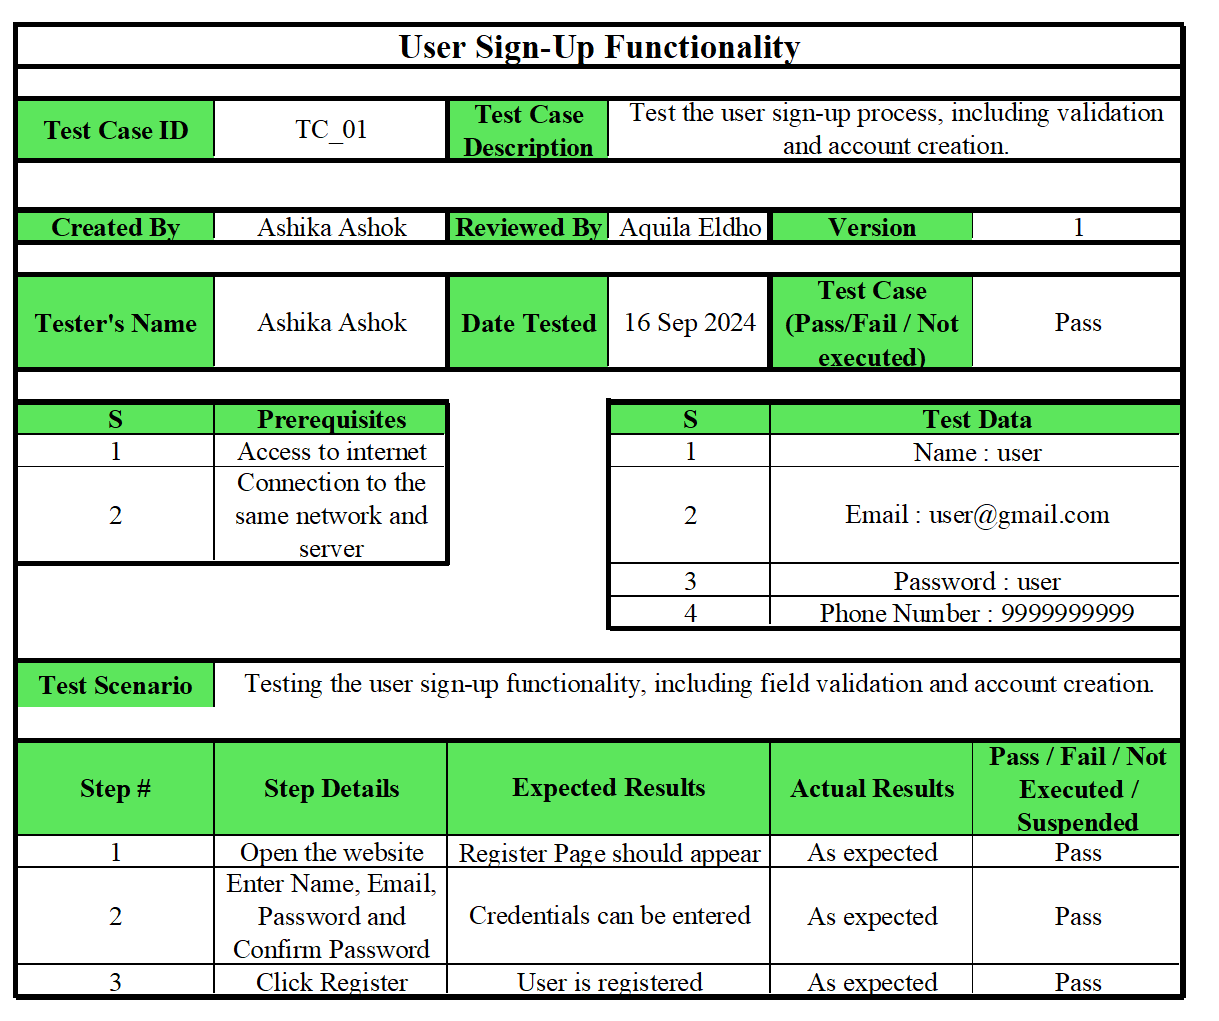 User Sign-Up Functionality
Test Case ID
TC_01
Test Case
Description
Test the user sign-up process, including validation
and account creation.
Created By
Ashika Ashok
Reviewed By
Aquila Eldho
Version
1
Tester's Name
Ashika Ashok
Date Tested
16 Sep 2024
Test Case
(Pass/Fail / Not
executed)
Pass
S
Prerequisites
1
Access to internet
2
Connection to the
same network and
server
S
Test Data
1
Name : user
2
Email : user@gmail.com
3
Password : user
4
Phone Number : 9999999999
Test Scenario
Testing the user sign-up functionality, including field validation and account creation.
Step #
Step Details
Expected Results
Actual Results
Pass / Fail / Not
Executed /
Suspended
1
Open the website
Register Page should appear
As expected
Pass
2
Enter Name, Email,
Password and
Confirm Password
Credentials can be entered
As expected
Pass
3
Click Register
User is registered
As expected
Pass